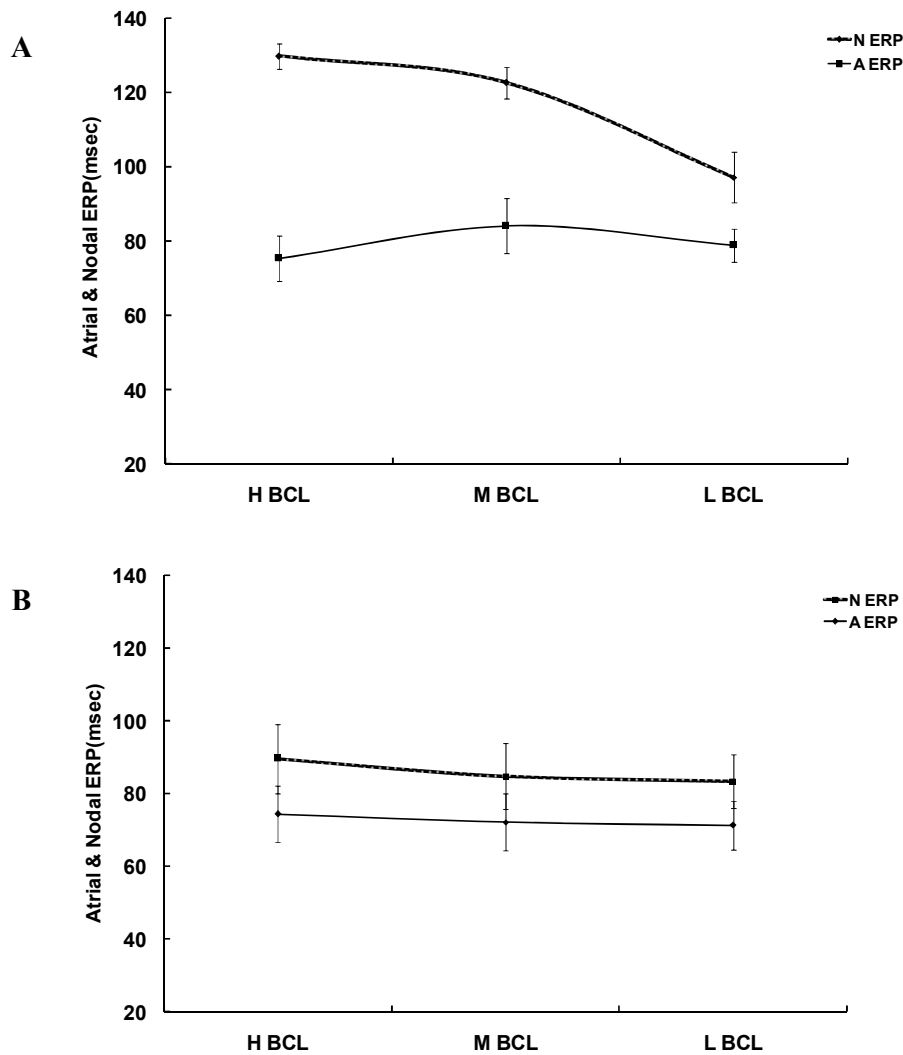 A
Atrial & Nodal ERP(msec)
140
120
100
80
60
40
20
N ERP
A ERP
H BCL
M BCL
L BCL
B
Atrial & Nodal ERP(msec)
140
120
100
80
60
40
20
N ERP
A ERP
H BCL
M BCL
L BCL